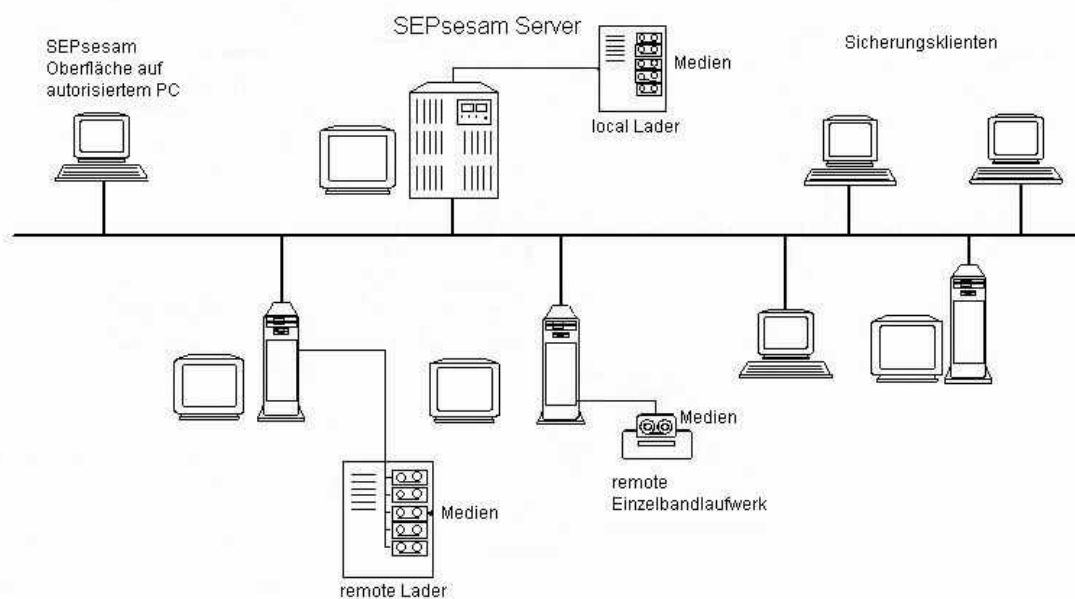 SEPsesam Server
SEPsesam
Oberfläche auf
autorisiertem PC
Medien
local Lader
Sicherungsklienten
Medien
remote
Einzelbandlaufwerk
Medien
remote Lader